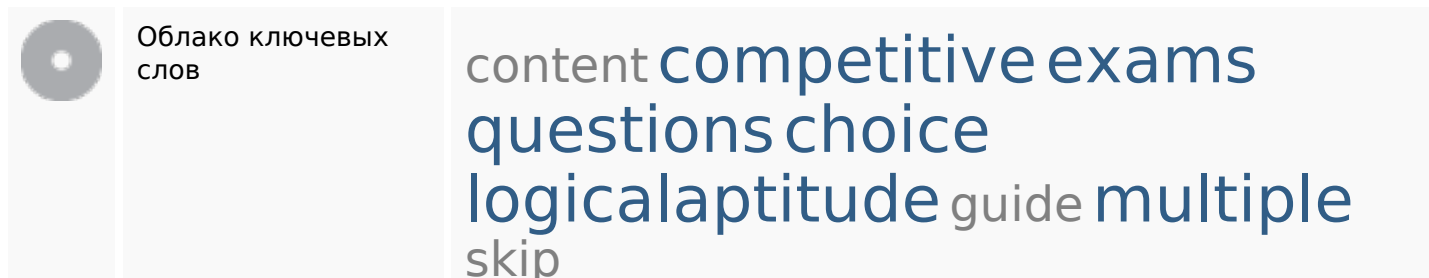 Облако ключевых
слов
content competitive exams
questions choice
logicalaptitude guide multiple
skip